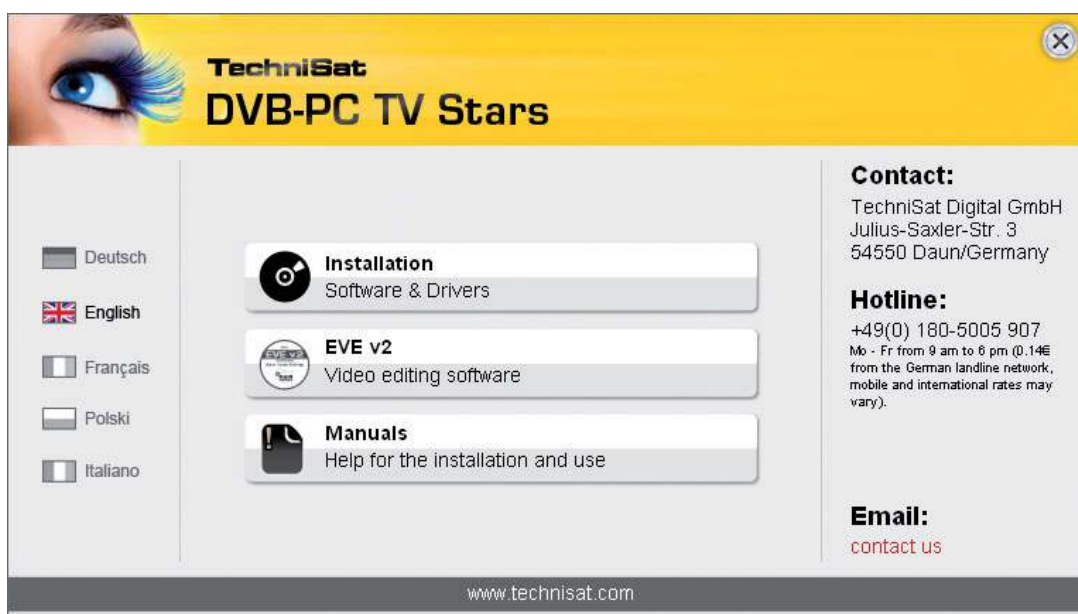 TechniSat
DVB-PC TV Stars
Deutsch
English
Français
Polski
Italiano
Installation
Software & Drivers
EVE v2
EVE v2
Video editing software
Manuals
Help for the installation and use
Contact:
TechniSat Digital GmbH
Julius-Saxler-Str. 3
54550 Daun/Germany
Hotline:
+49(0) 180-5005 907
Mo - Fr from 9 am to 6 pm (0.14€
from the German landline network,
mobile and international rates may
vary).
Email:
contact us
www.technisat.com